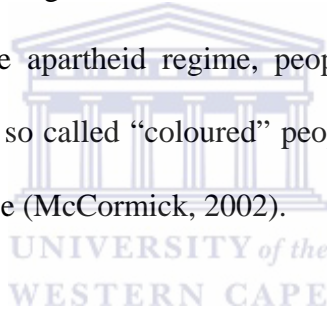 e apartheid regime, peop
so called “coloured” peo
e (McCormick, 2002).
UNIVERSITY of the
WESTERN CAPE